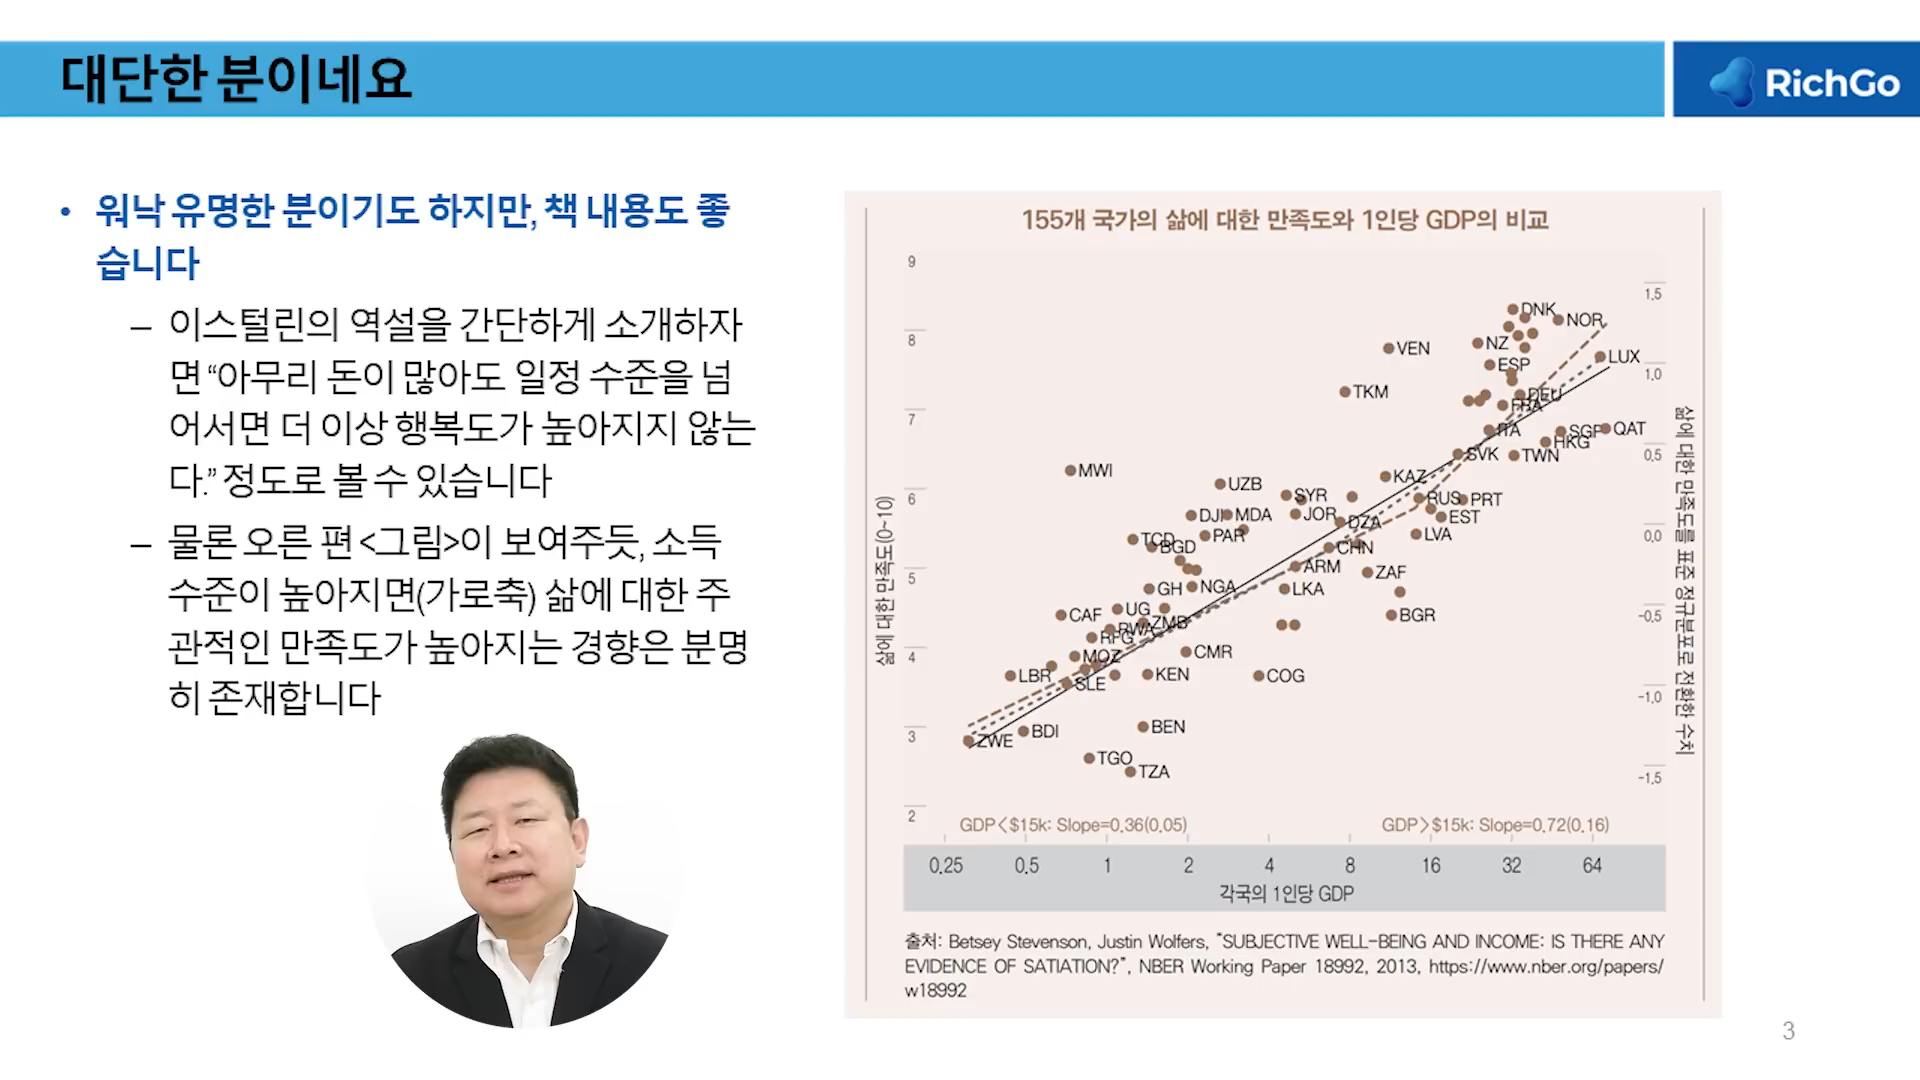 대단한 분이네요
RichGo
• 워낙 유명한 분이기도 하지만, 책 내용도 좋
습니다
– 이스털린의 역설을 간단하게 소개하자
면 “아무리 돈이 많아도 일정 수준을 넘
어서면 더 이상 행복도가 높아지지 않는
다.” 정도로 볼 수 있습니다
– 물론 오른 편 <그림>이 보여주듯, 소득
수준이 높아지면(가로축) 삶에 대한 주
관적인 만족도가 높아지는 경향은 분명
히 존재합니다
155개 국가의 삶에 대한 만족도와 1인당 GDP의 비교
삶에 대한 만족도(0~10)
9
8
7
6
5
4
3
2
DNK
NOR
VEN
NZ
LUX
ESP
TKM
DEU
FRA
ITA
SGP
QAT
HKG
SVK
TWN
MWI
KAZ
UZB
SYR
RUS
PRT
DJI
MDA
JOR
DZA
EST
TCD
BGD
PAR
LVA
CHN
ARM
ZAF
GH
NGA
LKA
CAF
UG
BGR
RWA
ZMB
RFG
MOZ
CMR
LBR
SLE
KEN
COG
BDI
BEN
ZWE
TGO
TZA
1.5
1.0
0.5
0.0
-0.5
-1.0
-1.5
삶에 대한 만족도를 표준 정규분포로 전환한 수치
GDP<$15k: Slope=0.36(0.05)
GDP>$15k: Slope=0.72(0.16)
0.25 0.5 1 2 4 8 16 32 64
각국의 1인당 GDP
출처: Betsey Stevenson, Justin Wolfers, "SUBJECTIVE WELL-BEING AND INCOME: IS THERE ANY
EVIDENCE OF SATIATION?", NBER Working Paper 18992, 2013, https://www.nber.org/papers/
w18992
3